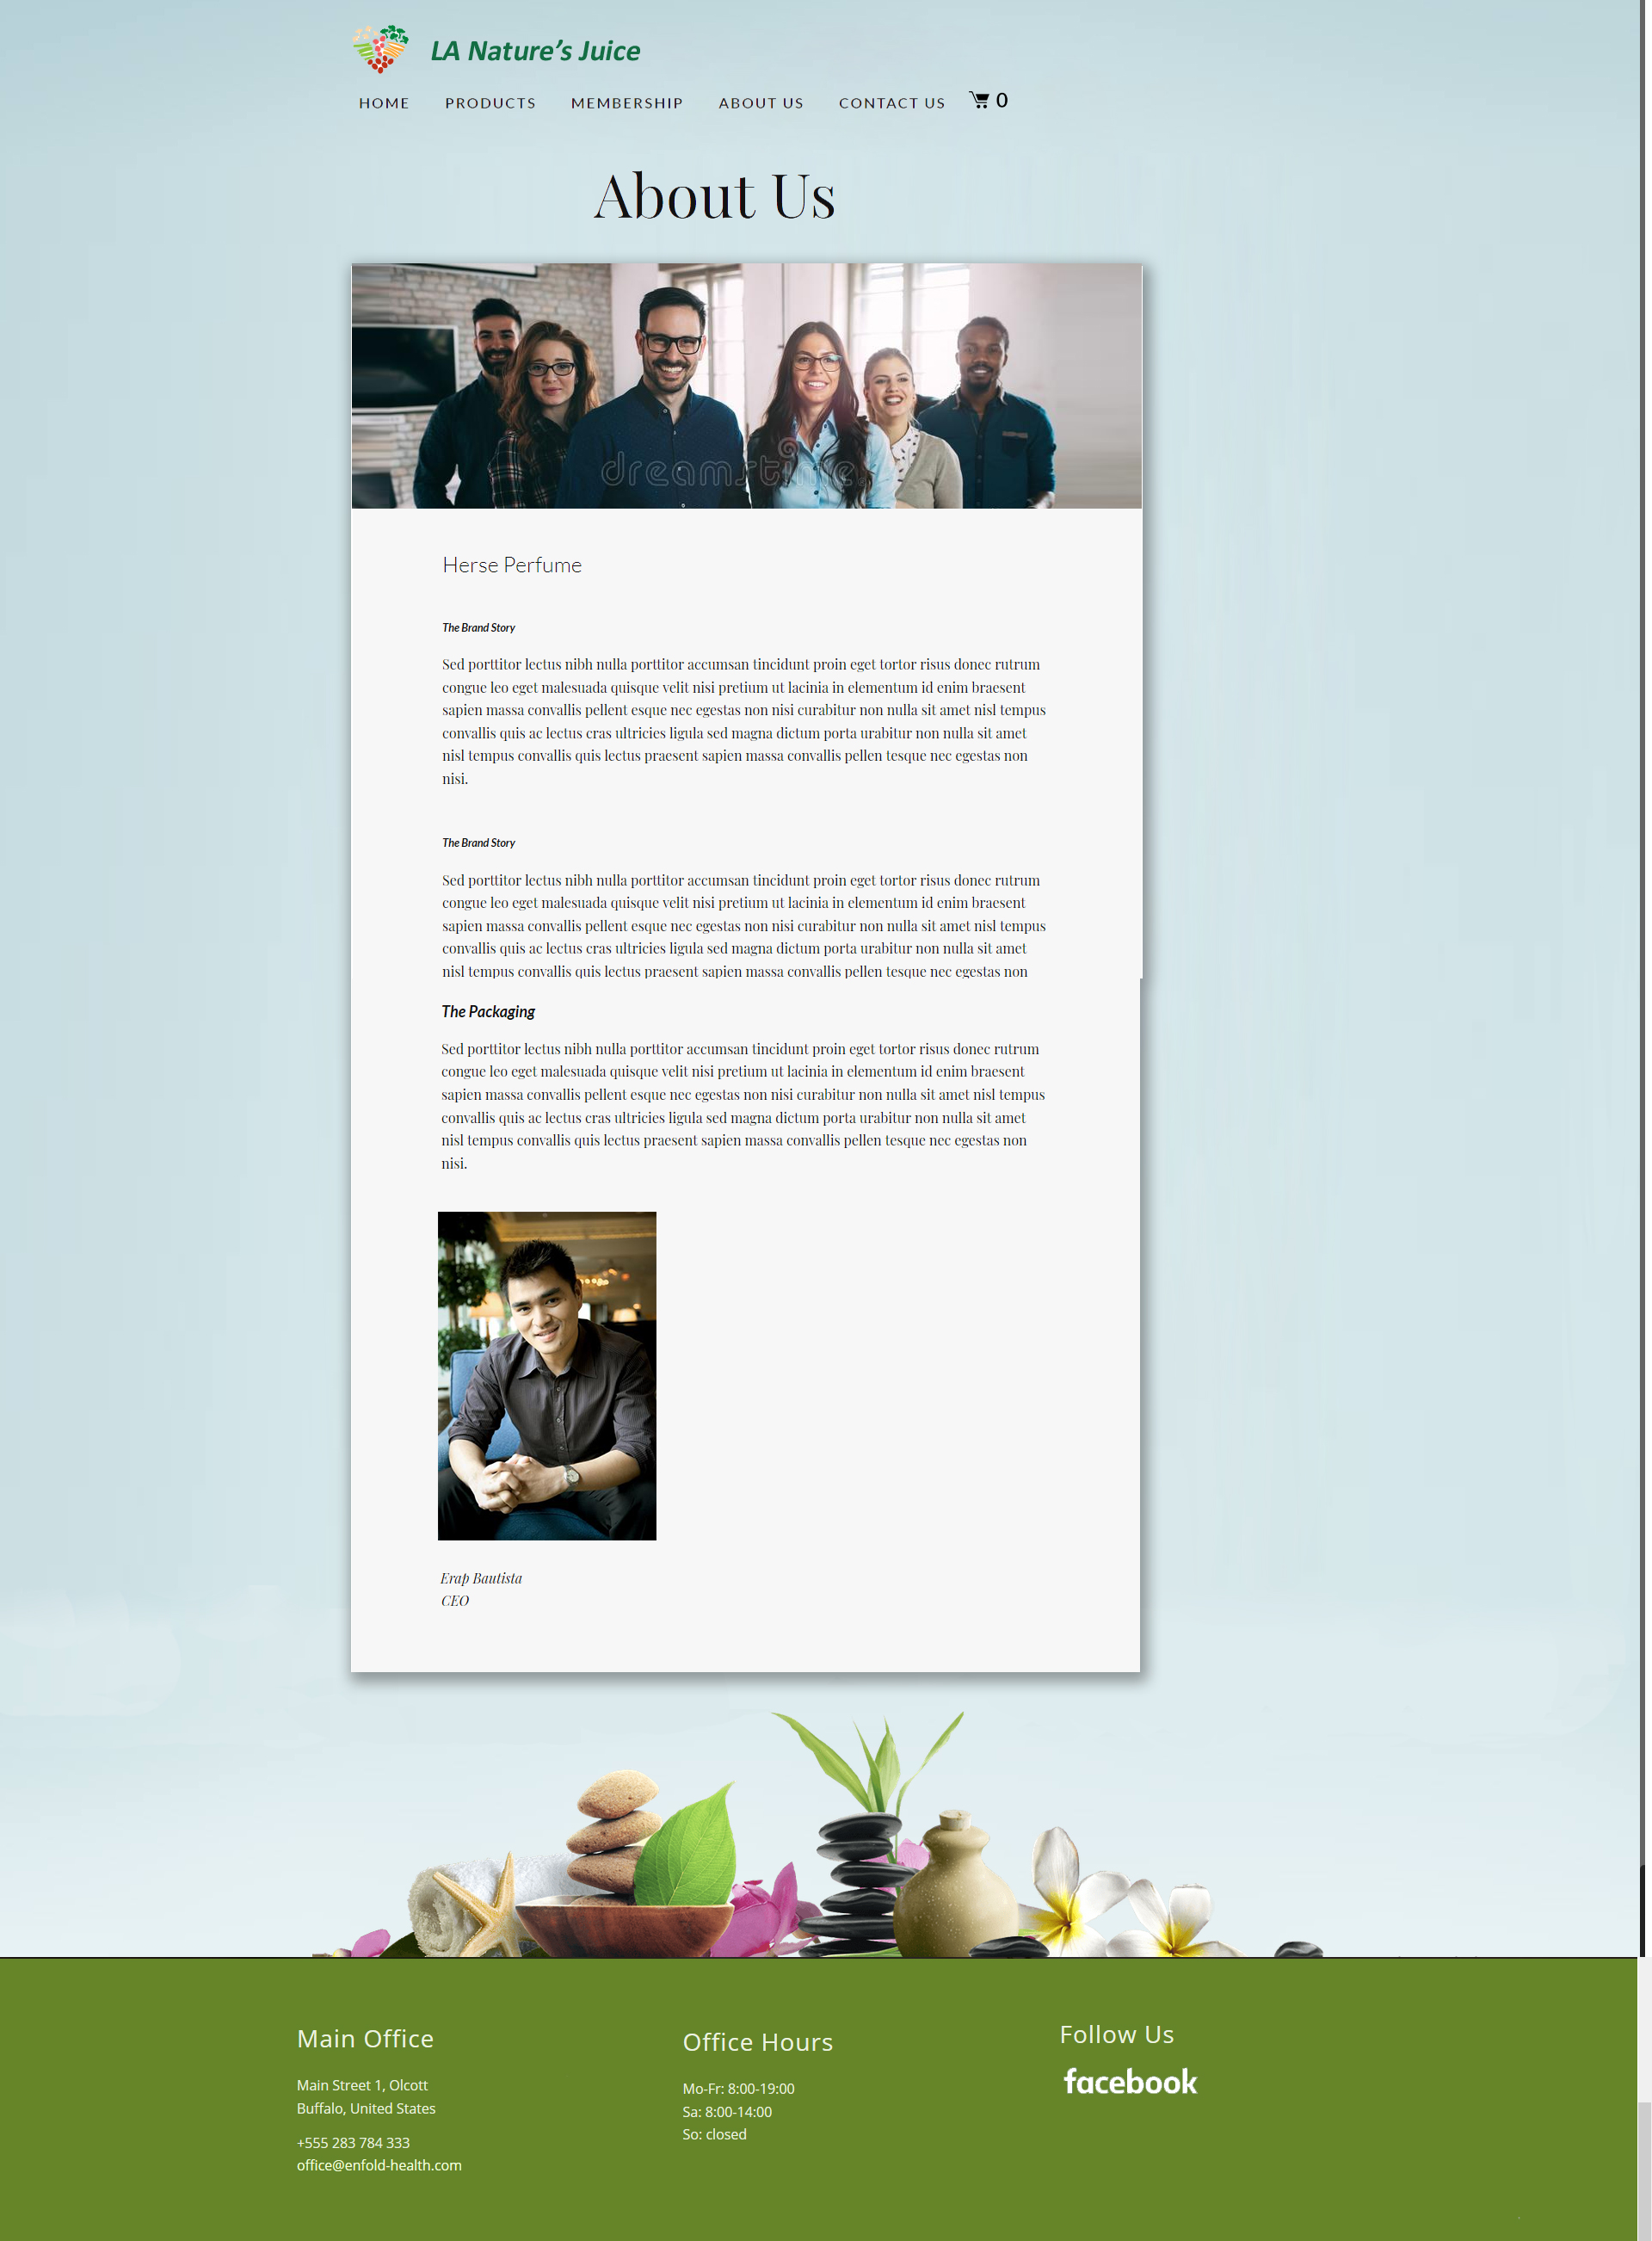 LA Nature's Juice
HOME PRODUCTS MEMBERSHIP ABOUT US CONTACT US 0
About Us
dreamstime
Herse Perfume
The Brand Story
Sed porttitor lectus nibh nulla porttitor accumsan tincidunt proin eget tortor risus donec rutrum
congue leo eget malesuada quisque velit nisi pretium ut lacinia in elementum id enim braesent
sapien massa convallis pellent esque nec egestas non nisi curabitur non nulla sit amet nisl tempus
convallis quis ac lectus cras ultricies ligula sed magna dictum porta urabitur non nulla sit amet
nisl tempus convallis quis lectus praesent sapien massa convallis pellen tesque nec egestas non
nisi.
The Brand Story
Sed porttitor lectus nibh nulla porttitor accumsan tincidunt proin eget tortor risus donec rutrum
congue leo eget malesuada quisque velit nisi pretium ut lacinia in elementum id enim braesent
sapien massa convallis pellent esque nec egestas non nisi curabitur non nulla sit amet nisl tempus
convallis quis ac lectus cras ultricies ligula sed magna dictum porta urabitur non nulla sit amet
nisl tempus convallis quis lectus praesent sapien massa convallis pellen tesque nec egestas non
The Packaging
Sed porttitor lectus nibh nulla porttitor accumsan tincidunt proin eget tortor risus donec rutrum
congue leo eget malesuada quisque velit nisi pretium ut lacinia in elementum id enim braesent
sapien massa convallis pellent esque nec egestas non nisi curabitur non nulla sit amet nisl tempus
convallis quis ac lectus cras ultricies ligula sed magna dictum porta urabitur non nulla sit amet
nisl tempus convallis quis lectus praesent sapien massa convallis pellen tesque nec egestas non
nisi.
Erap Bautista
CEO
Main Office
Main Street 1, Olcott
Buffalo, United States
+555 283 784 333
office@enfold-health.com
Office Hours
Mo-Fr: 8:00-19:00
Sa: 8:00-14:00
So: closed
Follow Us
facebook